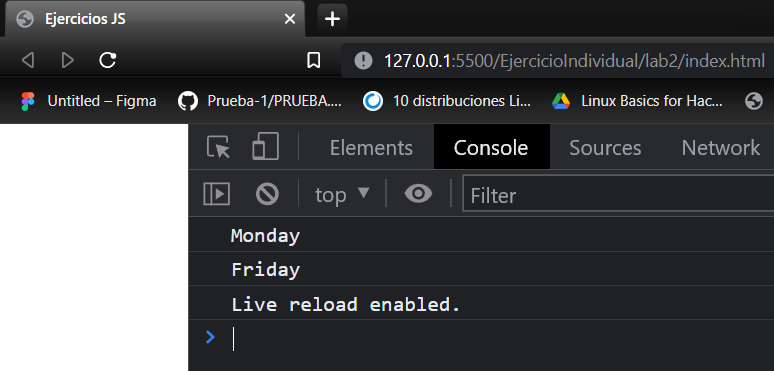 Ejercicios JS
127.0.0.1:5500/EjercicioIndividual/lab2/index.html
Untitled – Figma Prueba-1/PRUEBA.... 10 distribuciones Li... Linux Basics for Hac...
Elements Console Sources Network
top Filter
Monday
Friday
Live reload enabled.